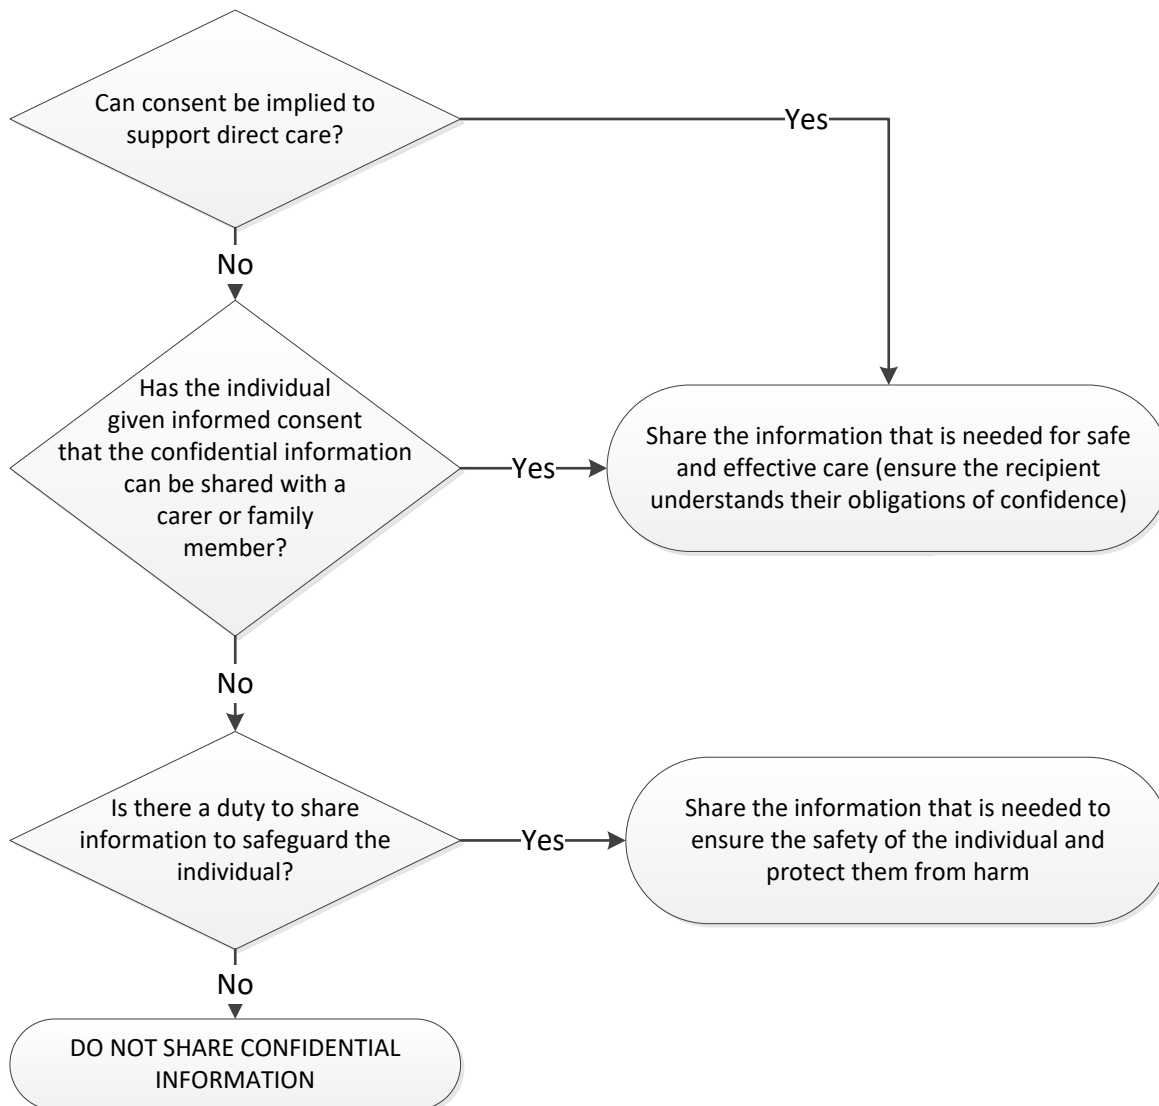 Can consent be implied to
support direct care?
Yes
No
Has the individual
given informed consent
that the confidential information
can be shared with a
carer or family
member?
Yes
Share the information that is needed for safe
and effective care (ensure the recipient
understands their obligations of confidence)
No
Is there a duty to share
information to safeguard the
individual?
Yes
Share the information that is needed to
ensure the safety of the individual and
protect them from harm
No
DO NOT SHARE CONFIDENTIAL
INFORMATION